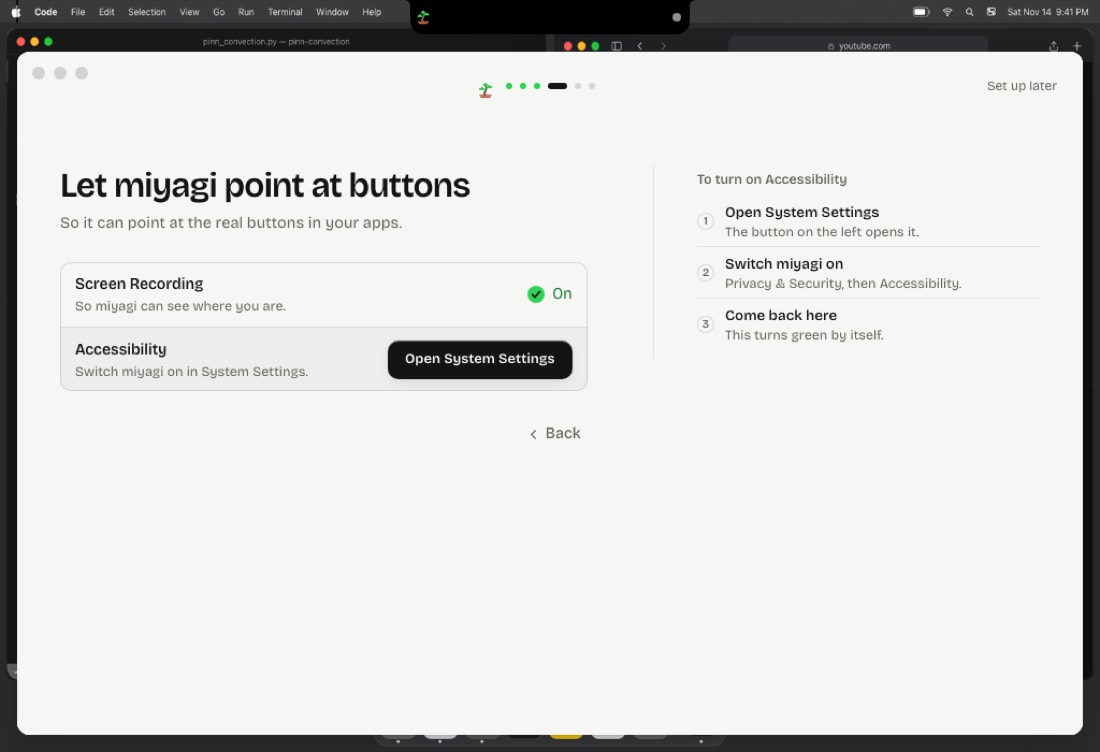 Code File Edit Selection View Go Run Terminal Window Help
Sat Nov 14 9:41 PM
pinn_convection.py — pinn-convection
youtube.com
Set up later
Let miyagi point at buttons
So it can point at the real buttons in your apps.
Screen Recording
So miyagi can see where you are.
On
Accessibility
Switch miyagi on in System Settings.
Open System Settings
Back
To turn on Accessibility
1 Open System Settings
The button on the left opens it.
2 Switch miyagi on
Privacy & Security, then Accessibility.
3 Come back here
This turns green by itself.